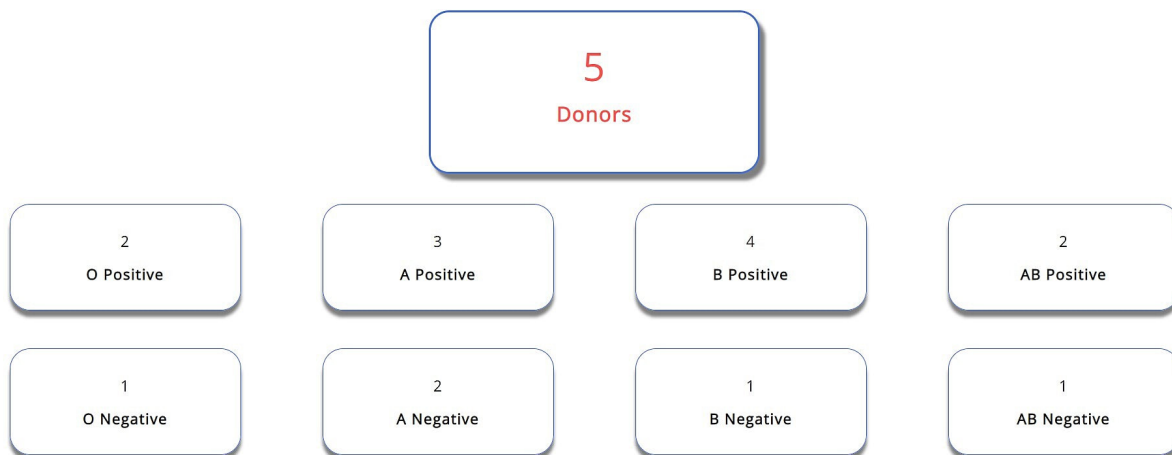 5
Donors
2
O Positive
3
A Positive
4
B Positive
2
AB Positive
1
O Negative
2
A Negative
1
B Negative
1
AB Negative